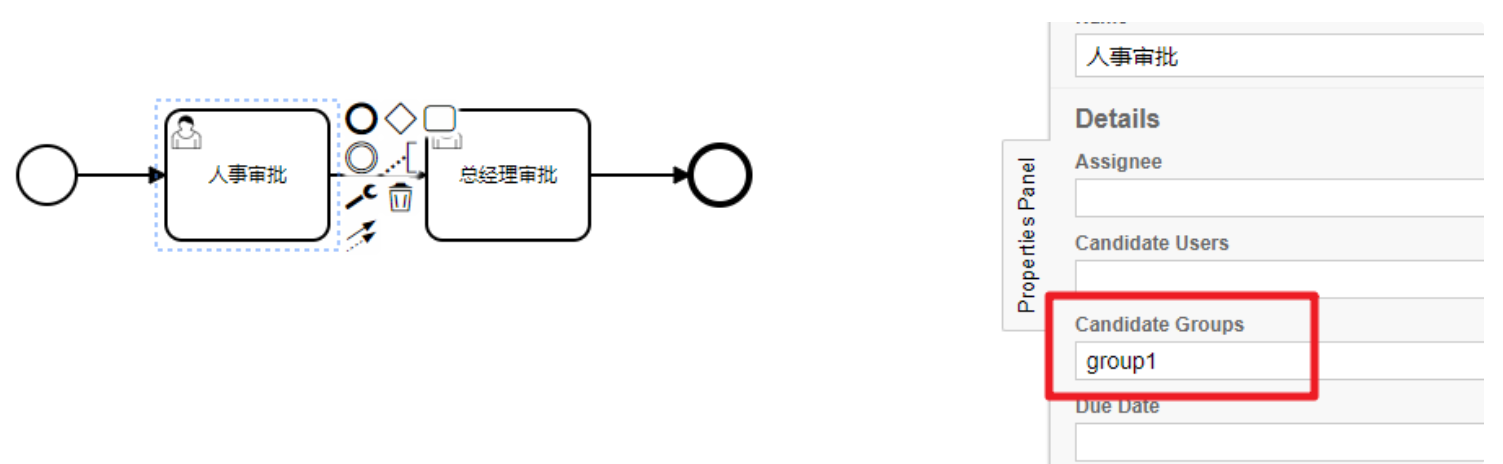 人事审批
总经理审批
Properties Panel
人事审批
Details
Assignee
Candidate Users
Candidate Groups
group1
Due Date